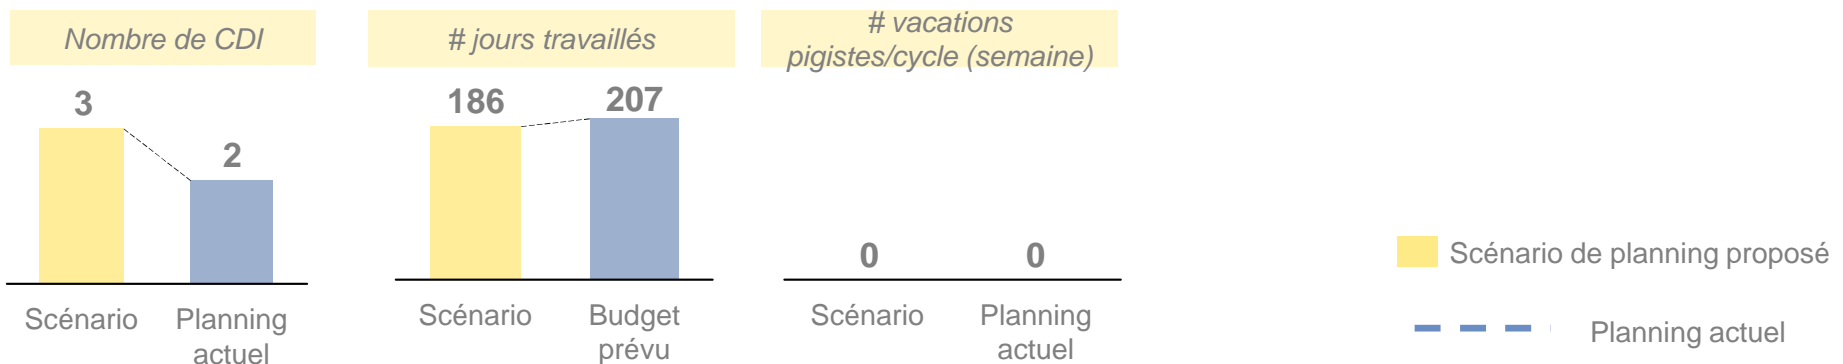 Nombre de CDI
3
2
Scénario
Planning
actuel
# jours travaillés
186
207
Scénario
Budget
prévu
# vacations
pigistes/cycle (semaine)
0
0
Scénario
Planning
actuel
Scénario de planning proposé
Planning actuel